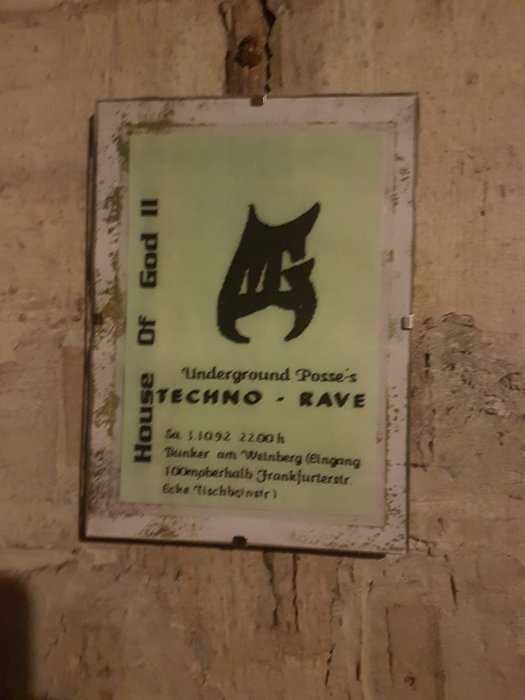 House Of God II
Underground Posse's
TECHNO - RAVE
Sa. 3.10.92 22.00 h
Bunker am Weinberg (Eingang
100m oberhalb Frankfurterstr.
Ecke Tischbeinstr.)